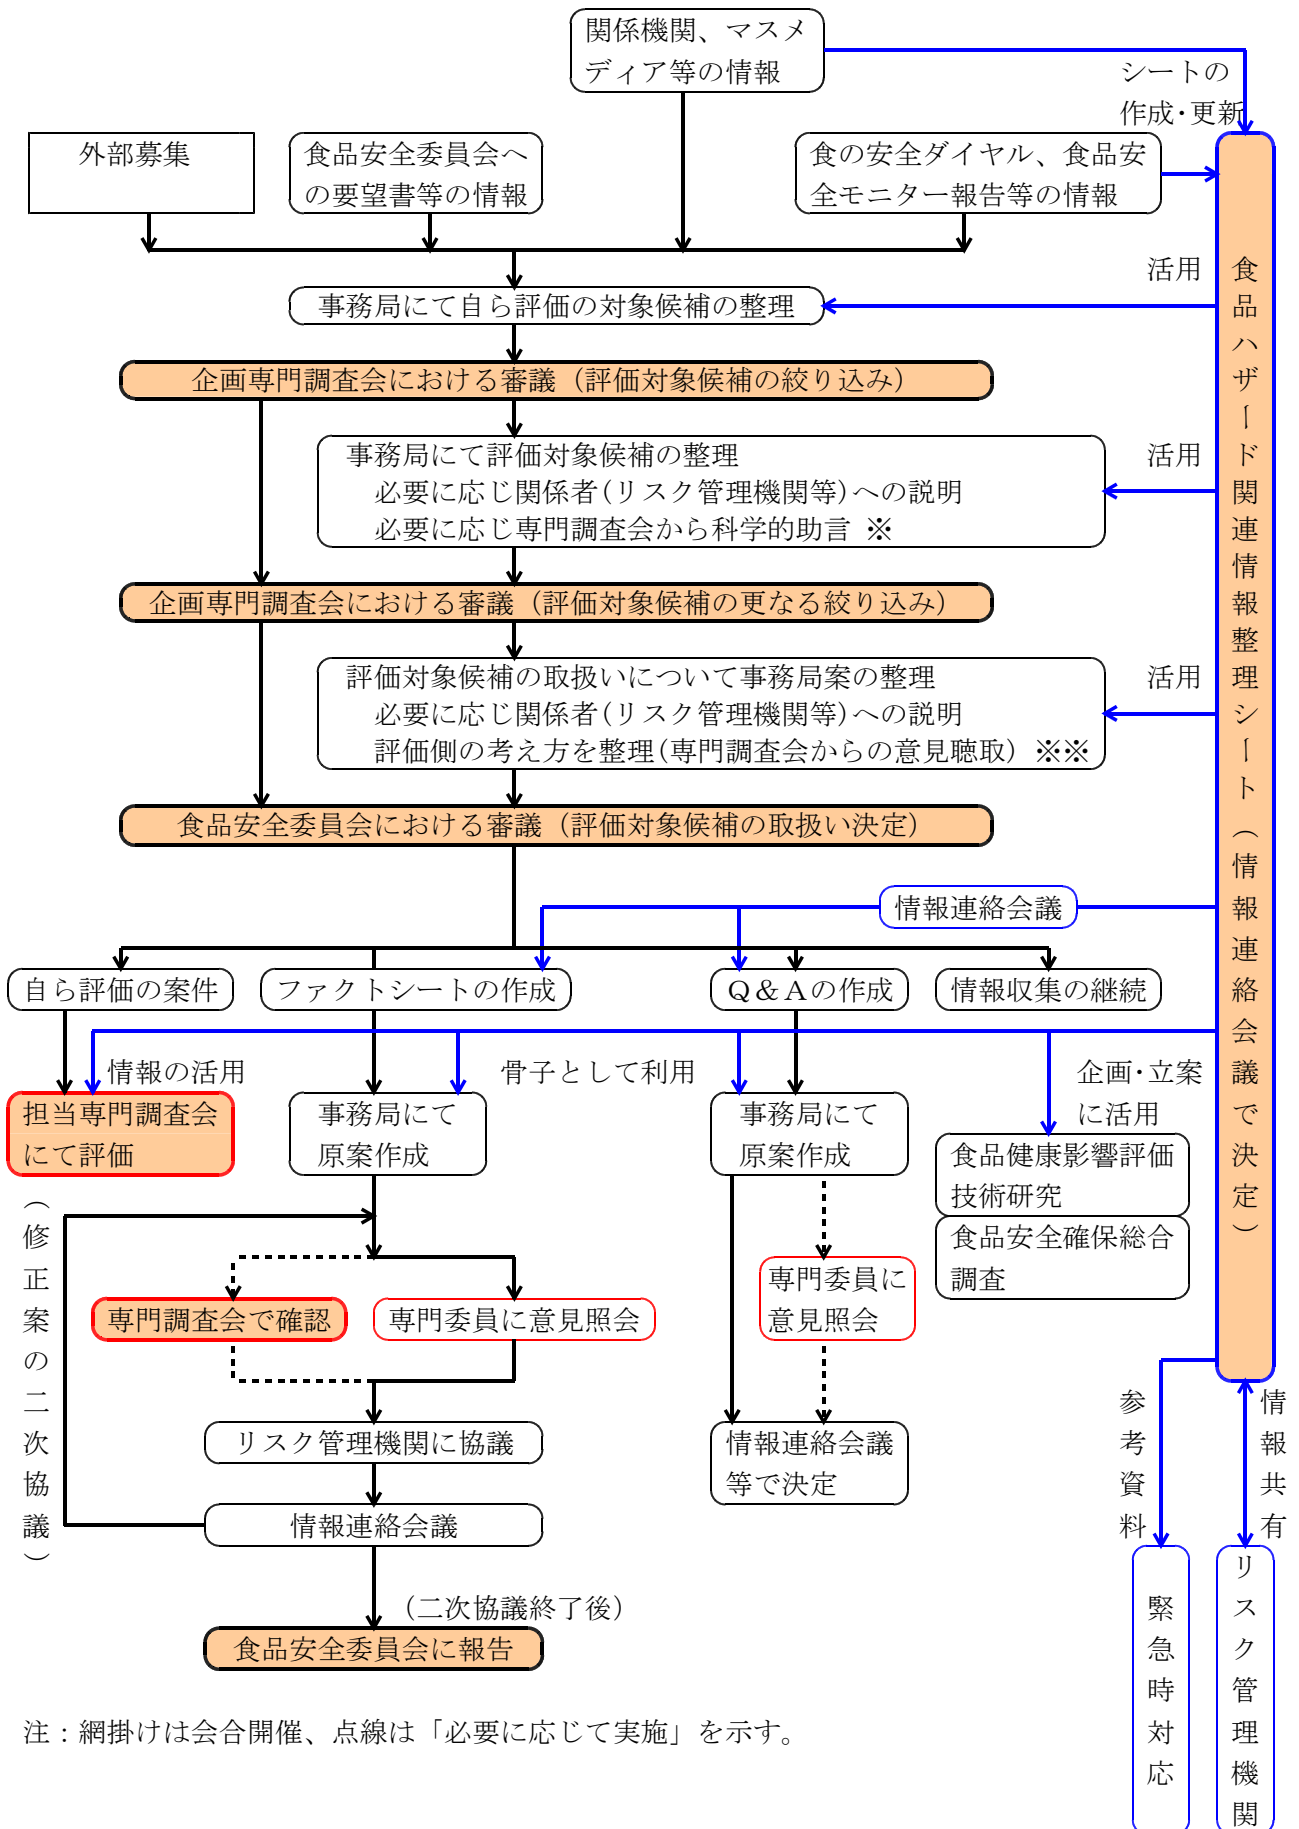 関係機関、マスメ
ディア等の情報
シートの
作成・更新
外部募集
食品安全委員会へ
の要望書等の情報
食の安全ダイヤル、食品安
全モニター報告等の情報
活用
事務局にて自ら評価の対象候補の整理
企画専門調査会における審議（評価対象候補の絞り込み）
事務局にて評価対象候補の整理
必要に応じ関係者(リスク管理機関等)への説明
必要に応じ専門調査会から科学的助言 ※
活用
企画専門調査会における審議（評価対象候補の更なる絞り込み）
評価対象候補の取扱いについて事務局案の整理
必要に応じ関係者(リスク管理機関等)への説明
評価側の考え方を整理(専門調査会からの意見聴取) ※※
活用
食品安全委員会における審議（評価対象候補の取扱い決定）
食品ハザード関連情報整理シート（情報連絡会議で決定）
情報連絡会議
自ら評価の案件
ファクトシートの作成
Ｑ＆Ａの作成
情報収集の継続
情報の活用
骨子として利用
企画・立案
に活用
担当専門調査会
にて評価
事務局にて
原案作成
事務局にて
原案作成
食品健康影響評価
技術研究
食品安全確保総合
調査
（修正案の二次協議）
専門調査会で確認
専門委員に意見照会
専門委員に
意見照会
リスク管理機関に協議
情報連絡会議
等で決定
情報連絡会議
（二次協議終了後）
食品安全委員会に報告
参考資料
情報共有
緊急時対応
リスク管理機関
注：網掛けは会合開催、点線は「必要に応じて実施」を示す。